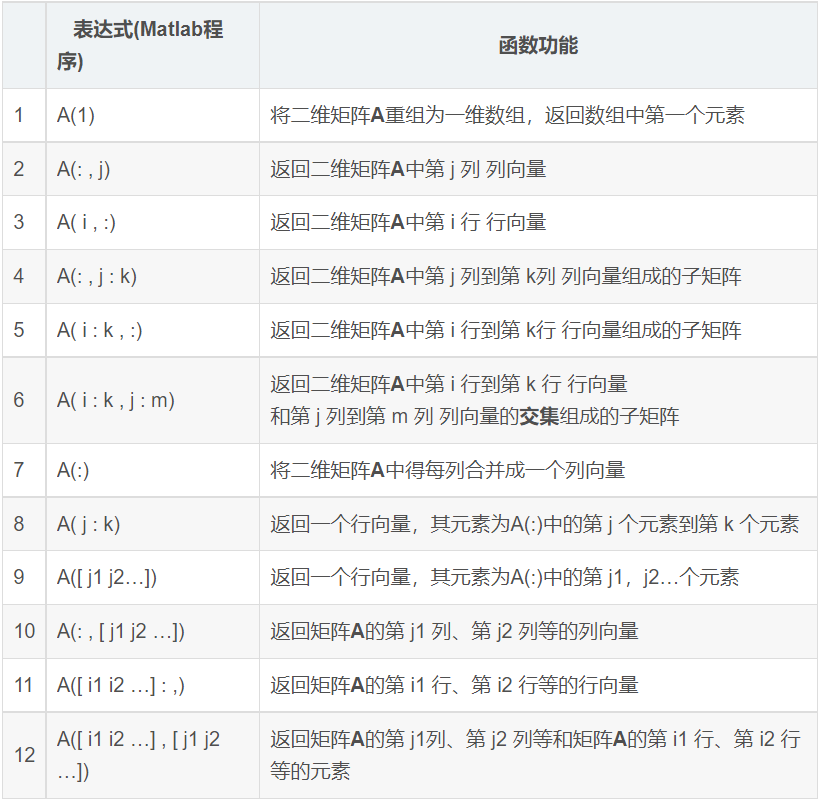 表达式(Matlab程
序)
函数功能
1 A(1) 将二维矩阵A重组为一维数组，返回数组中第一个元素
2 A(: , j) 返回二维矩阵A中第 j 列 列向量
3 A( i , :) 返回二维矩阵A中第 i 行 行向量
4 A(: , j : k) 返回二维矩阵A中第 j 列到第 k列 列向量组成的子矩阵
5 A( i : k , :) 返回二维矩阵A中第 i 行到第 k行 行向量组成的子矩阵
6 A( i : k , j : m) 返回二维矩阵A中第 i 行到第 k 行 行向量
和第 j 列到第 m 列 列向量的交集组成的子矩阵
7 A(:) 将二维矩阵A中得每列合并成一个列向量
8 A( j : k) 返回一个行向量，其元素为A(:)中的第 j 个元素到第 k 个元素
9 A([ j1 j2…]) 返回一个行向量，其元素为A(:)中的第 j1，j2…个元素
10 A(: , [ j1 j2 …]) 返回矩阵A的第 j1 列、第 j2 列等的列向量
11 A([ i1 i2 …] : ,) 返回矩阵A的第 i1 行、第 i2 行等的行向量
12 A([ i1 i2 …] , [ j1 j2
…])
返回矩阵A的第 j1列、第 j2 列等和矩阵A的第 i1 行、第 i2 行
等的元素